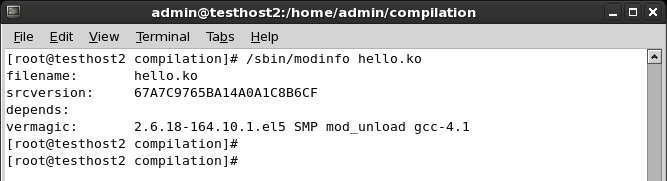 admin@testhost2:/home/admin/compilation
File Edit View Terminal Tabs Help
[root@testhost2 compilation]# /sbin/modinfo hello.ko
filename:       hello.ko
srcversion:     67A7C9765BA14A0A1C8B6CF
depends:
vermagic:       2.6.18-164.10.1.el5 SMP mod_unload gcc-4.1
[root@testhost2 compilation]#
[root@testhost2 compilation]#